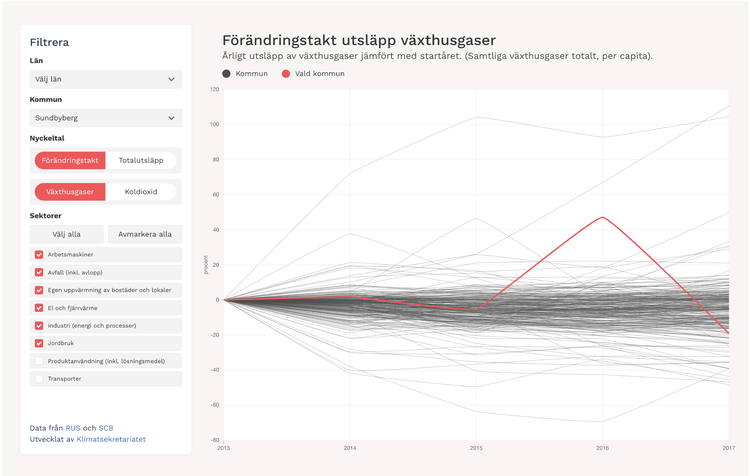 Filtrera
Län
Välj län
Kommun
Sundbyberg
Nyckeltal
Förändringstakt Totalutsläpp
Växthusgaser Koldioxid
Sektorer
Välj alla Avmarkera alla
Arbetsmaskiner
Avfall (inkl. avlopp)
Egen uppvärmning av bostäder och lokaler
El och fjärrvärme
Industri (energi och processer)
Jordbruk
Produktanvändning (inkl. lösningsmedel)
Transporter
Data från RUS och SCB
Utvecklat av Klimatsekretariatet
Förändringstakt utsläpp växthusgaser
Årligt utsläpp av växthusgaser jämfört med startåret. (Samtliga växthusgaser totalt, per capita).
Kommun Vald kommun
120
100
80
60
40
20
0
-20
-40
-60
-80
procent
2013 2014 2015 2016 2017